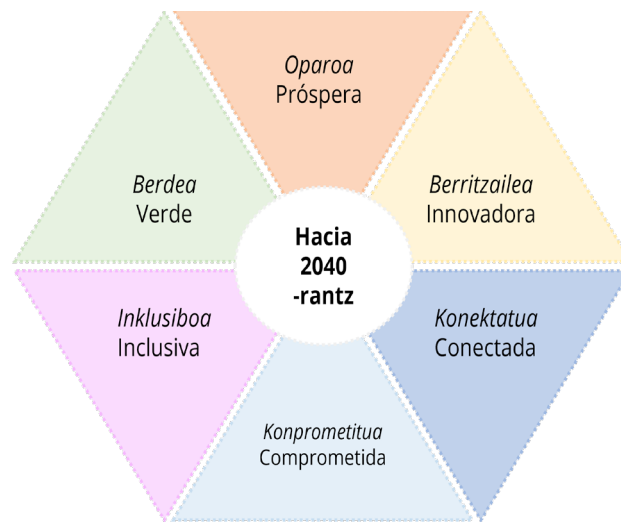 Oparoa
Próspera
Berritzailea
Innovadora
Konektatua
Conectada
Konprometitua
Comprometida
Inklusiboa
Inclusiva
Berdea
Verde
Hacia
2040
-rantz